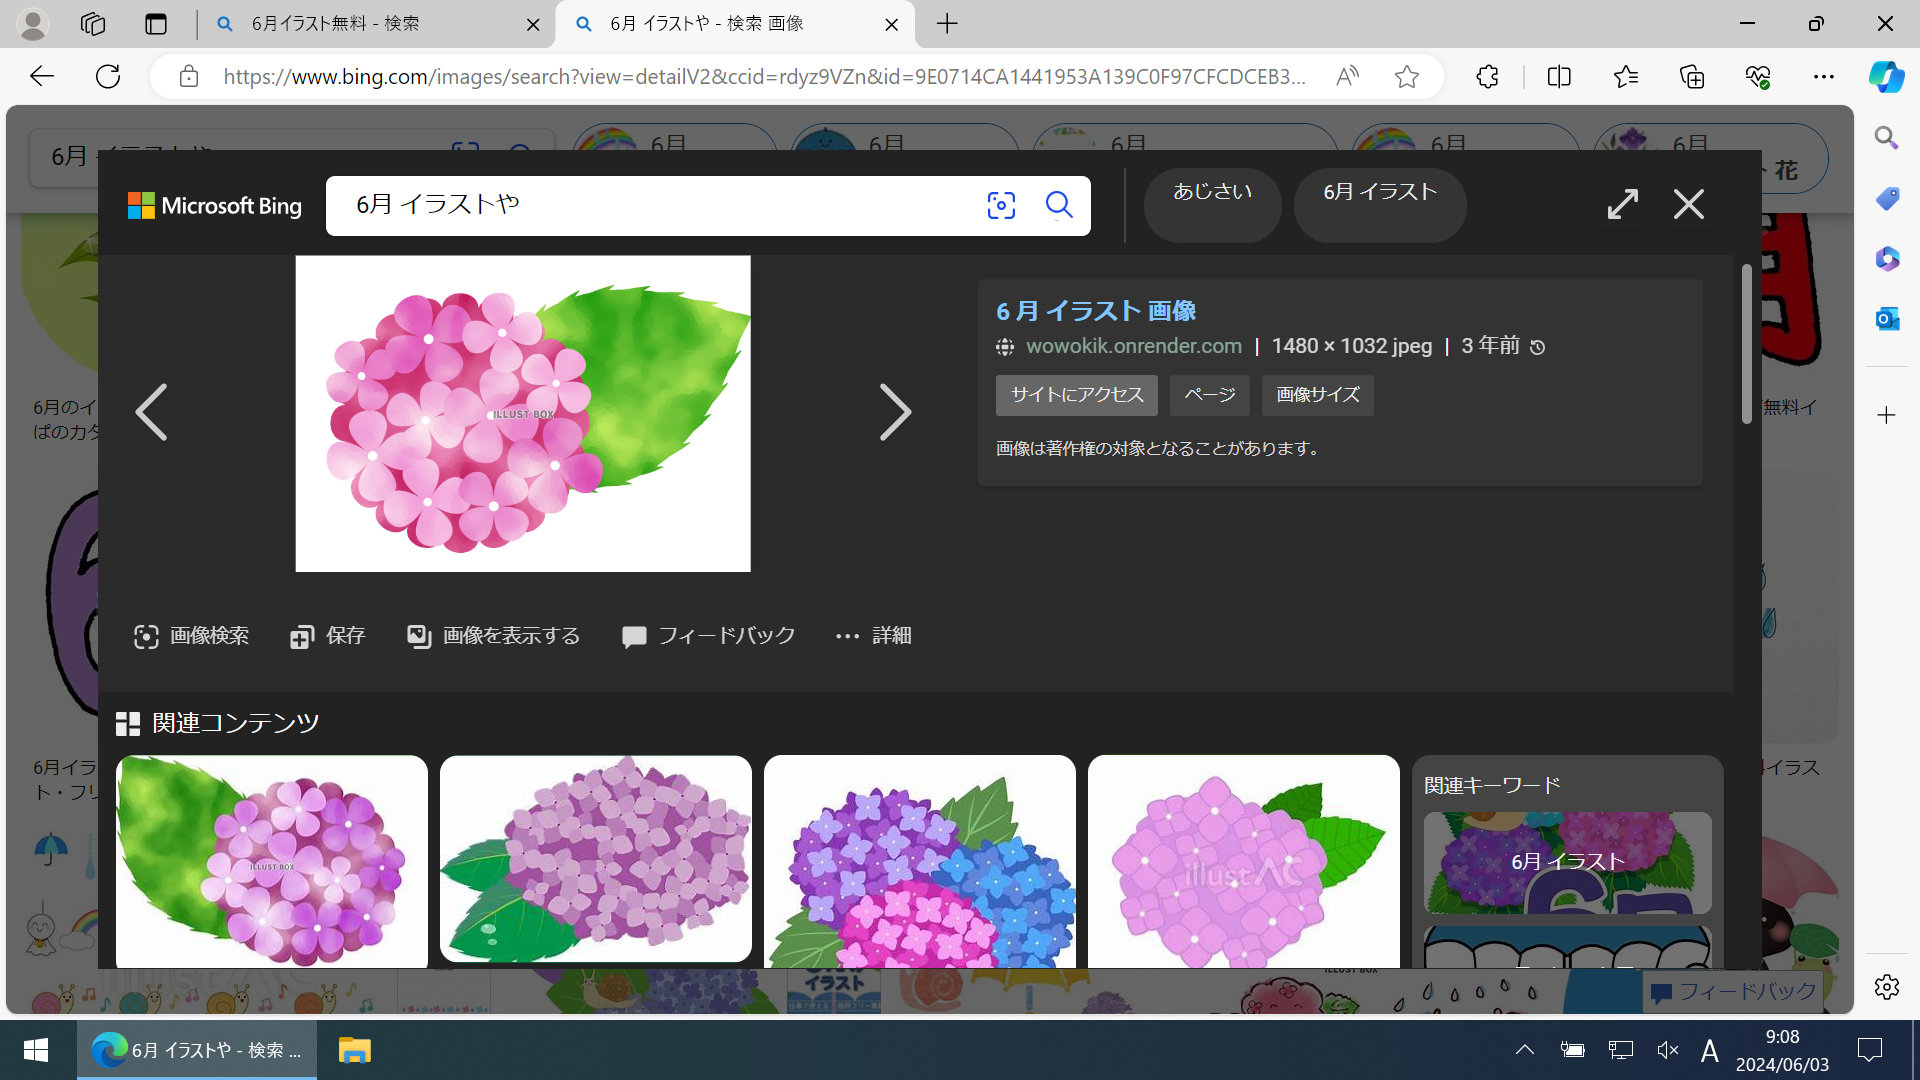 6月イラスト無料 - 検索
6月 イラストや - 検索 画像
https://www.bing.com/images/search?view=detailV2&ccid=rdyz9VZn&id=9E0714CA1441953A139C0F97CFCDCEB3...
6月 イラストや
6月
6月
6月
6月
6月
花
Microsoft Bing
6月 イラストや
あじさい
6月 イラスト
ILLUST BOX
6 月 イラスト 画像
wowokik.onrender.com | 1480 × 1032 jpeg | 3 年前
サイトにアクセス
ページ
画像サイズ
画像は著作権の対象となることがあります。
6月のイ
ぱのカタ
無料イ
画像検索
保存
画像を表示する
フィードバック
詳細
関連コンテンツ
6月イラ
ト・フリ
イラス
ILLUST BOX
illustAC
関連キーワード
6月 イラスト
illustAC
イラスト
ILLUST BOX
フィードバック
6月 イラストや - 検索 ...
A
9:08
2024/06/03